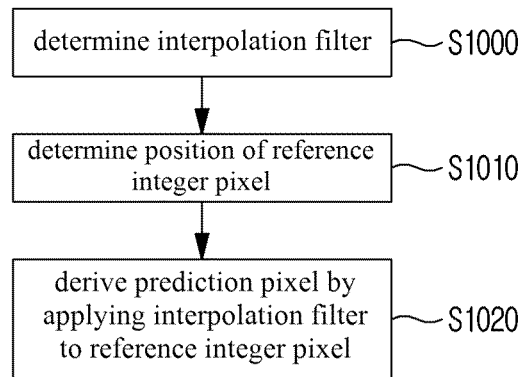 determine interpolation filter
S1000
determine position of reference
integer pixel
S1010
derive prediction pixel by
applying interpolation filter
to reference integer pixel
S1020